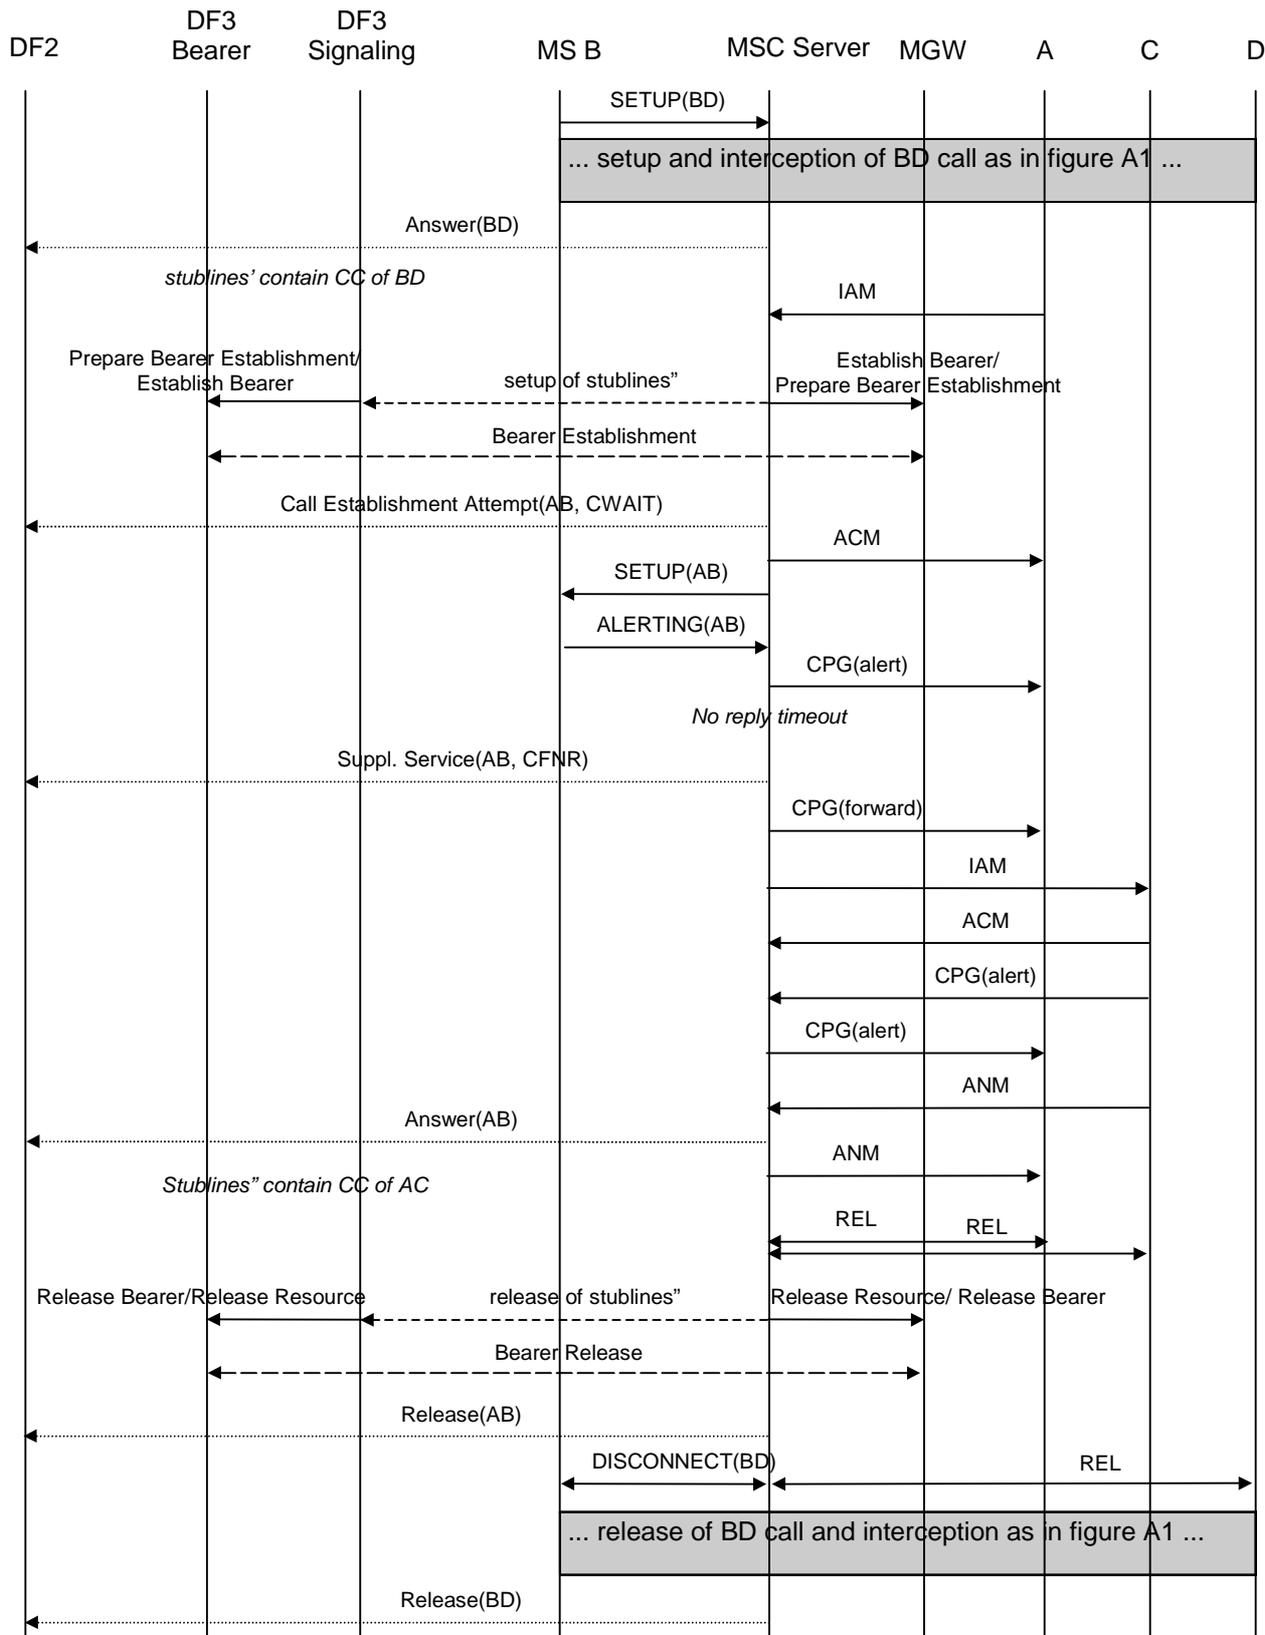 DF2
DF3
Bearer
DF3
Signaling
MS B
MSC Server
MGW
A
C
D
SETUP(BD)
... setup and interception of BD call as in figure A1 ...
Answer(BD)
stublines’ contain CC of BD
IAM
Prepare Bearer Establishment/
Establish Bearer
setup of stublines”
Establish Bearer/
Prepare Bearer Establishment
Bearer Establishment
Call Establishment Attempt(AB, CWAIT)
ACM
SETUP(AB)
ALERTING(AB)
CPG(alert)
No reply timeout
Suppl. Service(AB, CFNR)
CPG(forward)
IAM
ACM
CPG(alert)
CPG(alert)
ANM
Answer(AB)
ANM
Stublines” contain CC of AC
REL
REL
Release Bearer/Release Resource
release of stublines”
Release Resource/ Release Bearer
Bearer Release
Release(AB)
DISCONNECT(BD)
REL
... release of BD call and interception as in figure A1 ...
Release(BD)